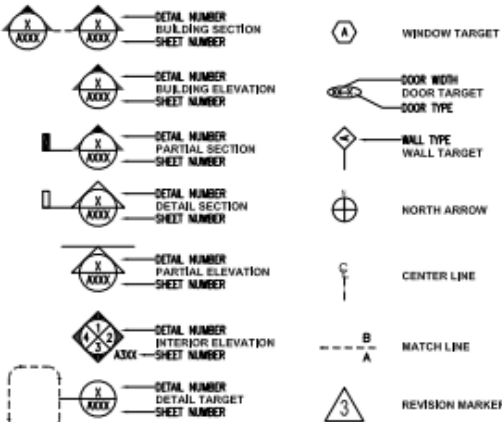 DETAIL NUMBER
X X BUILDING SECTION
AXXX AXXX SHEET NUMBER
DETAIL NUMBER
X BUILDING ELEVATION
AXXX SHEET NUMBER
DETAIL NUMBER
X PARTIAL SECTION
AXXX SHEET NUMBER
DETAIL NUMBER
X DETAIL SECTION
AXXX SHEET NUMBER
DETAIL NUMBER
X PARTIAL ELEVATION
AXXX SHEET NUMBER
1 DETAIL NUMBER
4 2 INTERIOR ELEVATION
3 A3XX SHEET NUMBER
DETAIL NUMBER
X DETAIL TARGET
AXXX SHEET NUMBER
A WINDOW TARGET
DOOR WIDTH
DOOR TARGET
DOOR TYPE
WALL TYPE
WALL TARGET
NORTH ARROW
C CENTER LINE
B
MATCH LINE
A
3 REVISION MARKER